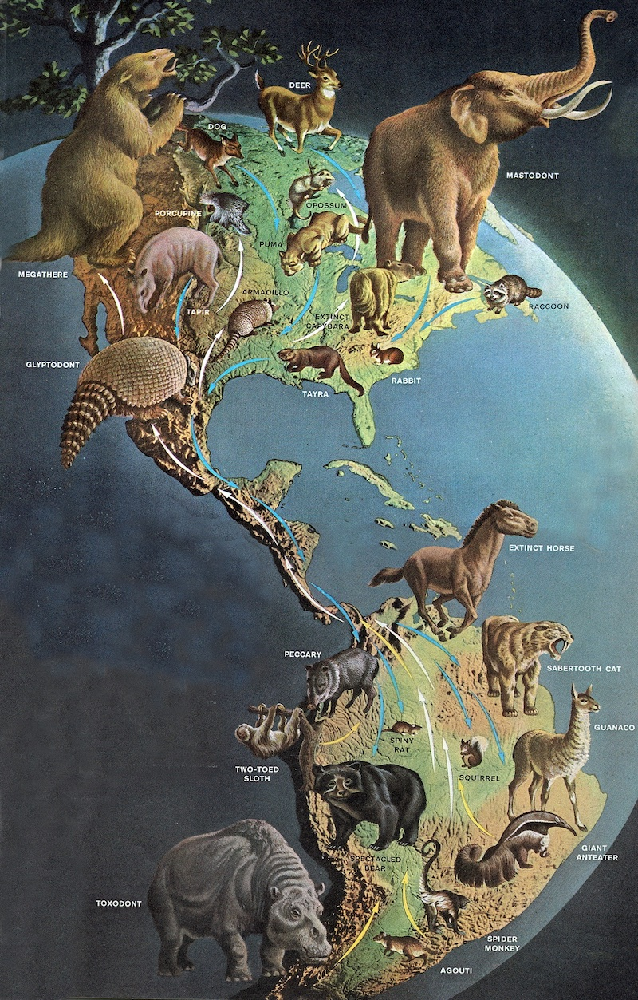 DEER
DOG
MASTODONT
OPOSSUM
PORCUPINE
PUMA
MEGATHERE
ARMADILLO
TAPIR
RACCOON
EXTINCT
CAPYBARA
GLYPTODONT
RABBIT
TAYRA
EXTINCT HORSE
PECCARY
SABERTOOTH CAT
GUANACO
SPINY
RAT
TWO-TOED
SLOTH
SQUIRREL
GIANT
ANTEATER
SPECTACLED
BEAR
TOXODONT
SPIDER
MONKEY
AGOUTI